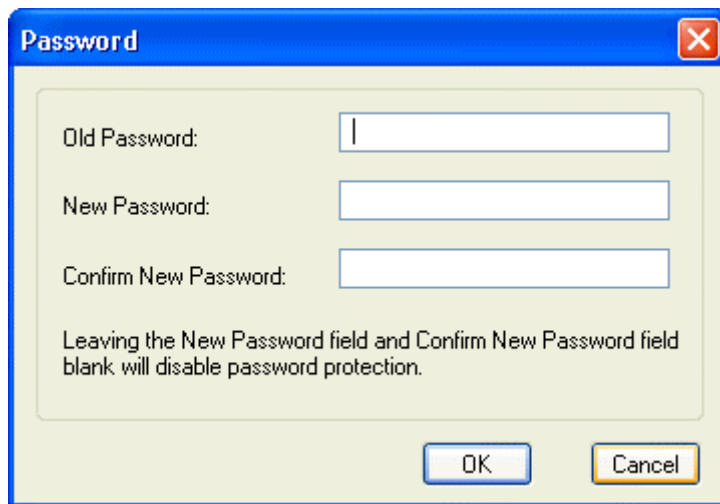 Password
Old Password:
New Password:
Confirm New Password:
Leaving the New Password field and Confirm New Password field
blank will disable password protection.
OK
Cancel